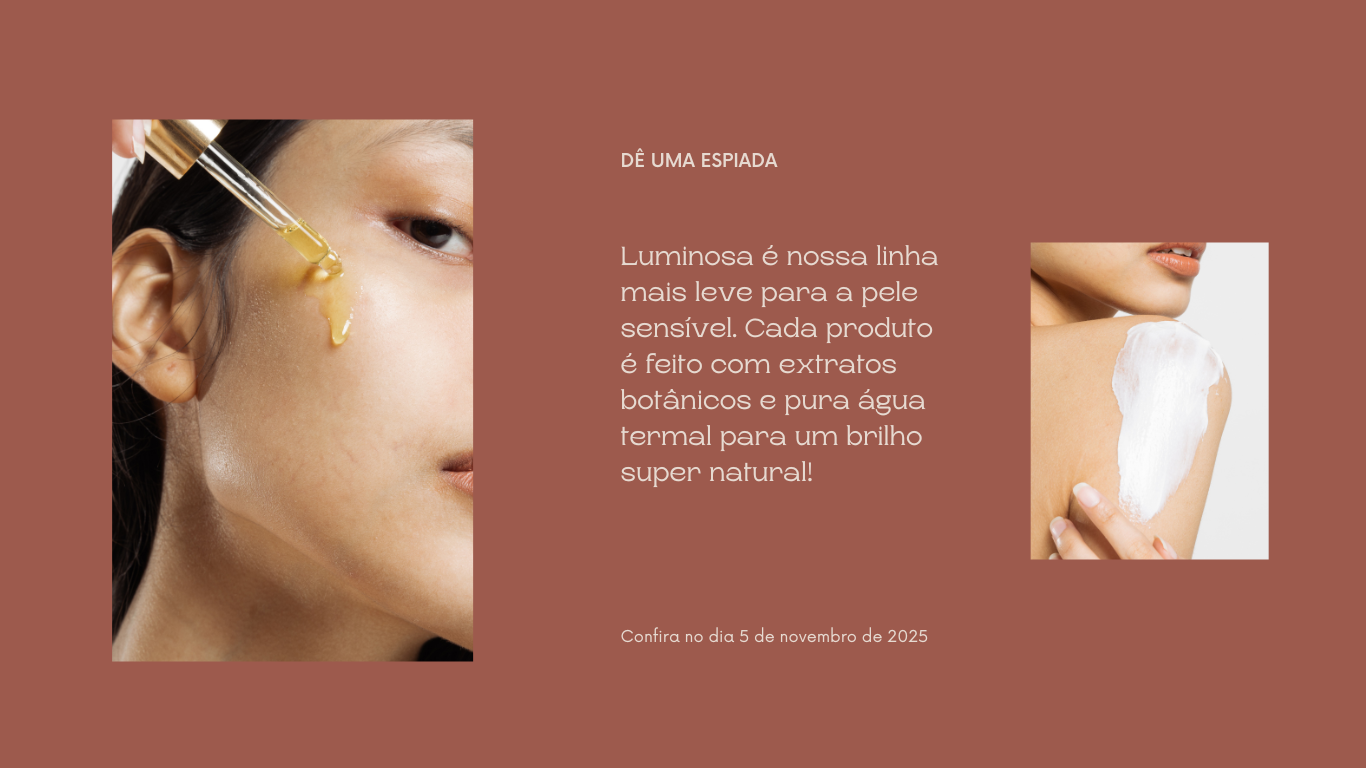 DÊ UMA ESPIADA
Luminosa é nossa linha
mais leve para a pele
sensível. Cada produto
é feito com extratos
botânicos e pura água
termal para um brilho
super natural!
Confira no dia 5 de novembro de 2025